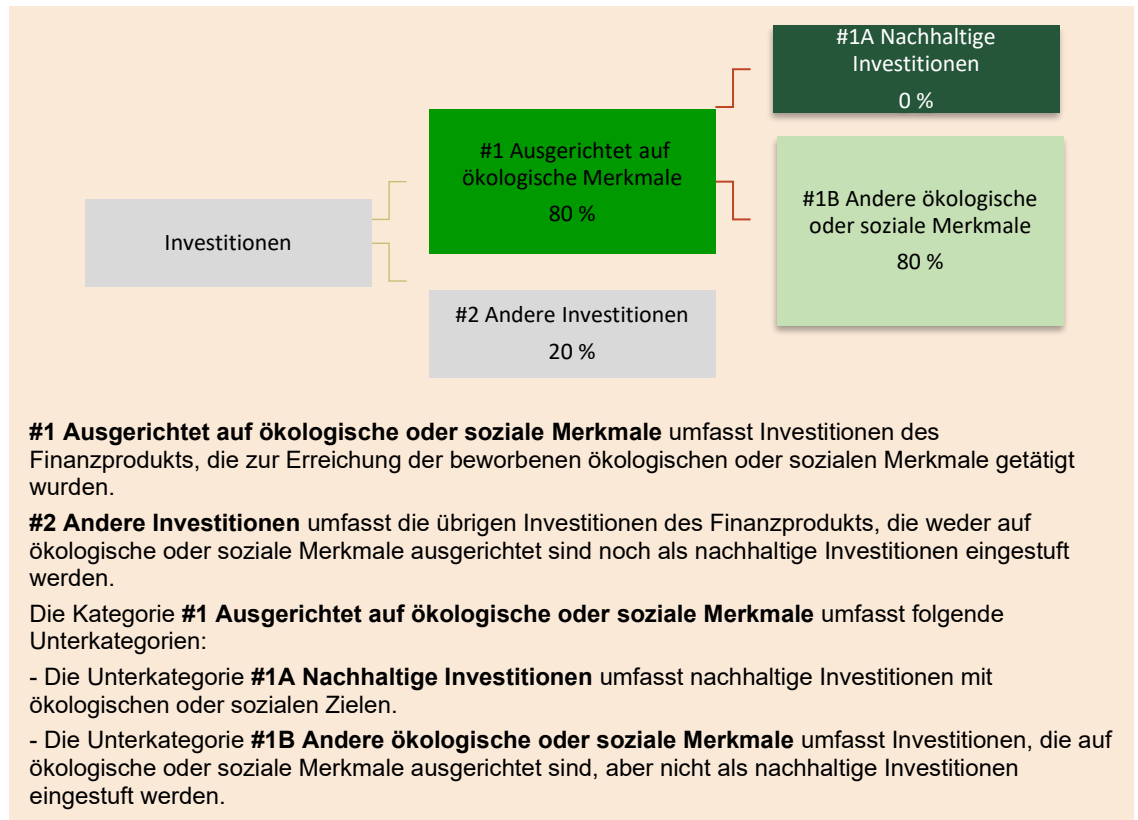 #1A Nachhaltige
Investitionen
0 %
#1 Ausgerichtet auf
ökologische Merkmale
80 %
#1B Andere ökologische
oder soziale Merkmale
80 %
Investitionen
#2 Andere Investitionen
20 %
#1 Ausgerichtet auf ökologische oder soziale Merkmale umfasst Investitionen des
Finanzprodukts, die zur Erreichung der beworbenen ökologischen oder sozialen Merkmale getätigt
wurden.
#2 Andere Investitionen umfasst die übrigen Investitionen des Finanzprodukts, die weder auf
ökologische oder soziale Merkmale ausgerichtet sind noch als nachhaltige Investitionen eingestuft
werden.
Die Kategorie #1 Ausgerichtet auf ökologische oder soziale Merkmale umfasst folgende
Unterkategorien:
- Die Unterkategorie #1A Nachhaltige Investitionen umfasst nachhaltige Investitionen mit
ökologischen oder sozialen Zielen.
- Die Unterkategorie #1B Andere ökologische oder soziale Merkmale umfasst Investitionen, die auf
ökologische oder soziale Merkmale ausgerichtet sind, aber nicht als nachhaltige Investitionen
eingestuft werden.